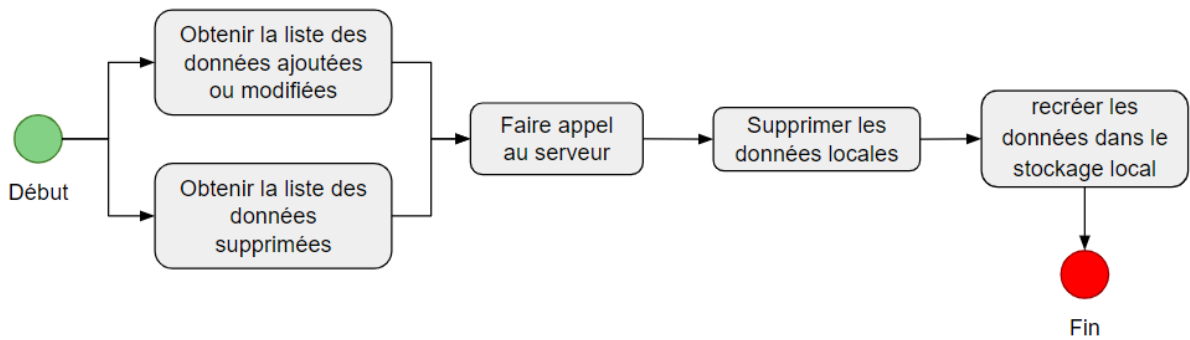 Début
Obtenir la liste des
données ajoutées
ou modifiées
Obtenir la liste des
données
supprimées
Faire appel
au serveur
Supprimer les
données locales
recréer les
données dans le
stockage local
Fin